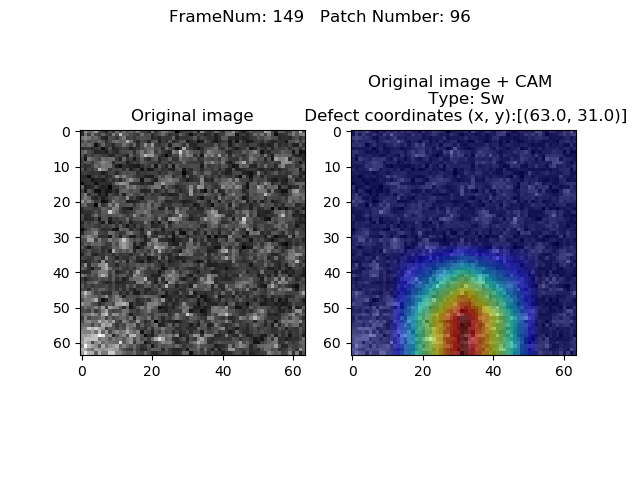 FrameNum: 149   Patch Number: 96
Original image
Original image + CAM
Type: Sw
Defect coordinates (x, y):[(63.0, 31.0)]
0
10
20
30
40
50
60
0 20 40 60
0
10
20
30
40
50
60
0 20 40 60